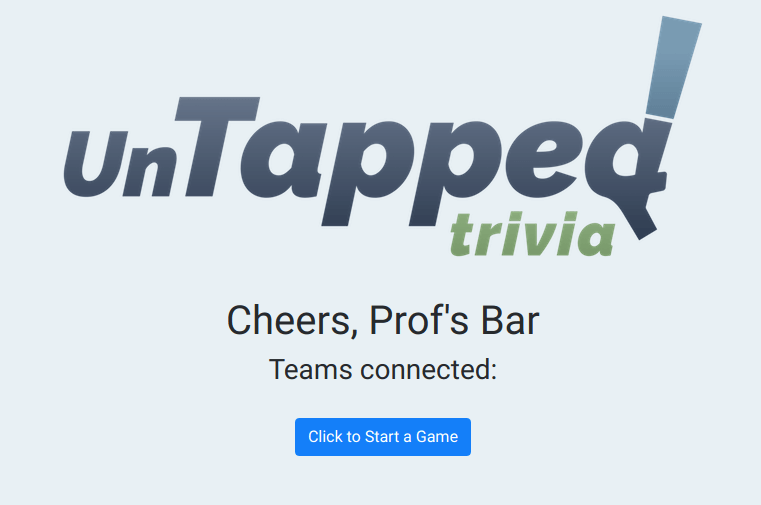 UnTapped
trivia
Cheers, Prof's Bar
Teams connected:
Click to Start a Game